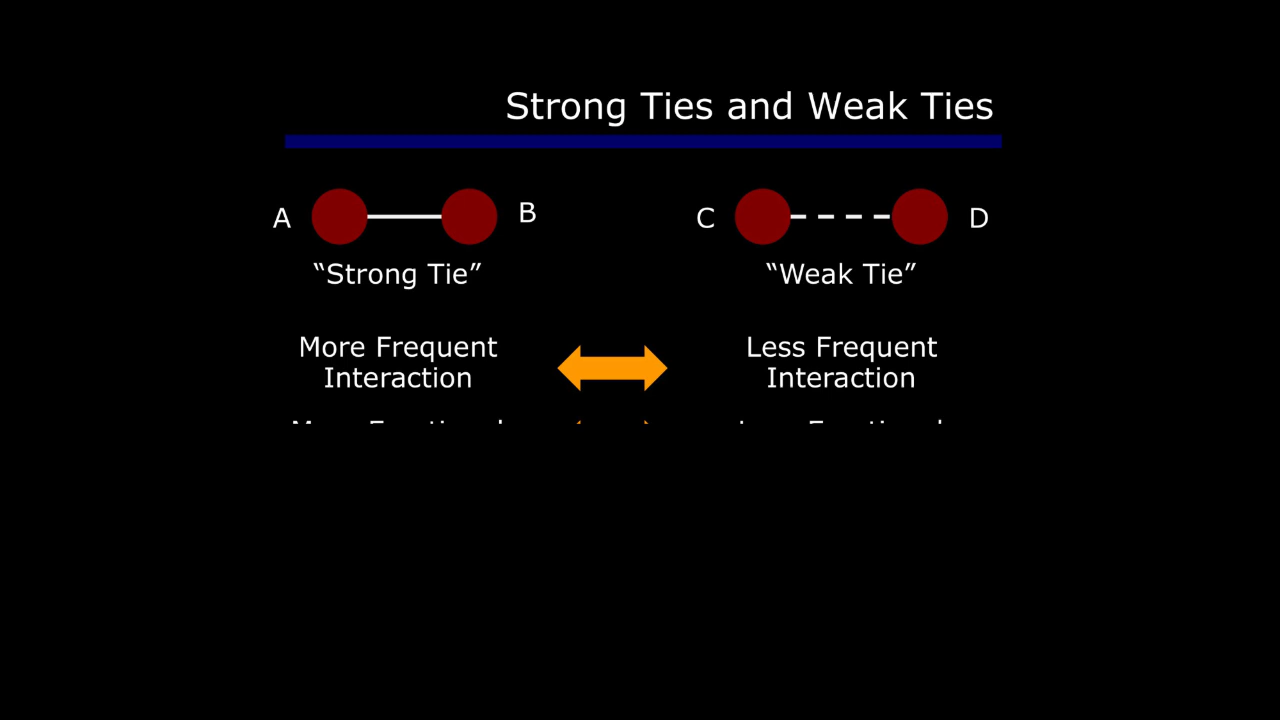 Strong Ties and Weak Ties
A
B
C
D
“Strong Tie”
“Weak Tie”
More Frequent
Interaction
Less Frequent
Interaction